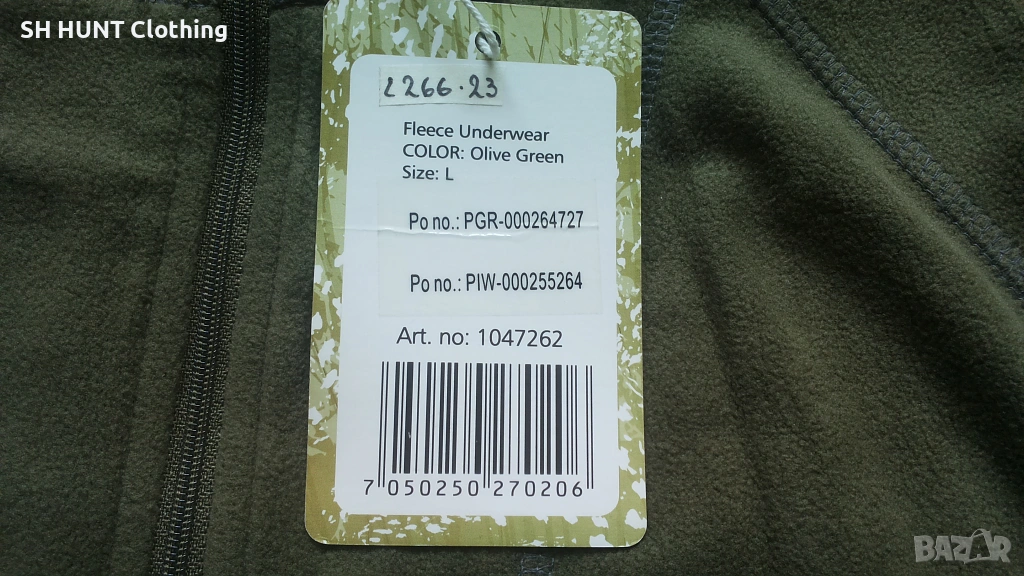 SH HUNT Clothing
2266.23
Fleece Underwear
COLOR: Olive Green
Size: L
Po no.: PGR-000264727
Po no.: PIW-000255264
Art. no: 1047262
7 050250 270206
BAZAR